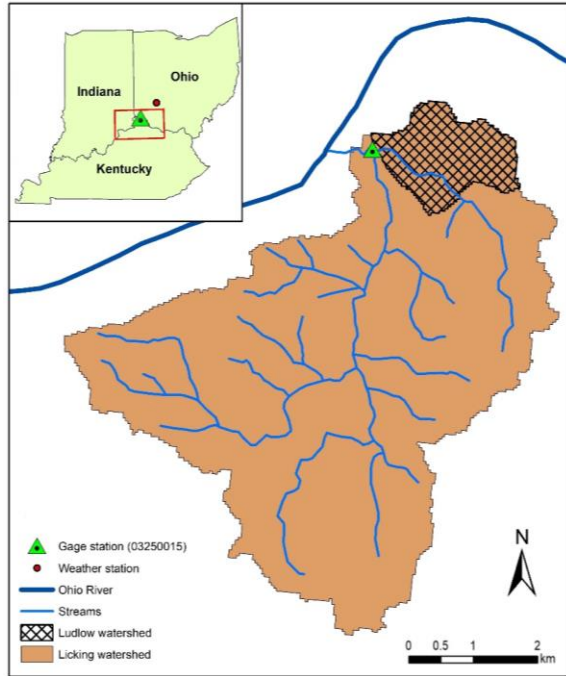 Indiana
Ohio
Kentucky
Gage station (03250015)
Weather station
Ohio River
Streams
Ludlow watershed
Licking watershed
N
0 0.5 1 2
km